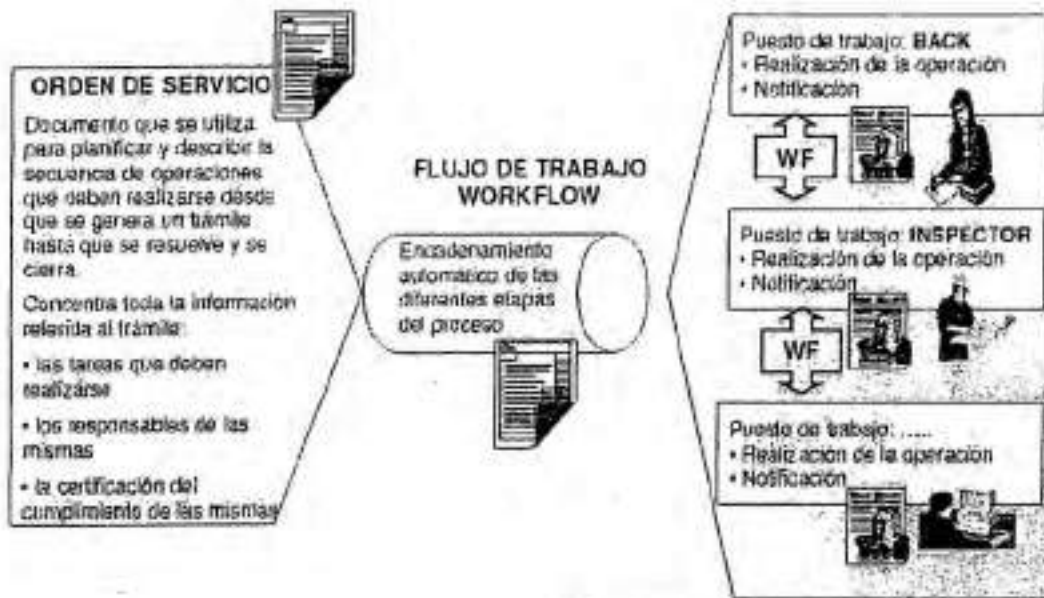 ORDEN DE SERVICIO
Documento que se utiliza
para planificar y describir la
secuencia de operaciones
que deben realizarse desde
que se genera un trámite
hasta que se resuelve y se
cierra.
Concentra toda la información
referida al trámite:
• las tareas que deben
realizarse
• los responsables de las
mismas
• la certificación del
cumplimiento de las mismas
FLUJO DE TRABAJO
WORKFLOW
Encadenamiento
automático de las
diferentes etapas
del proceso
Puesto de trabajo: BACK
• Realización de la operación
• Notificación
WF
Puesto de trabajo: INSPECTOR
• Realización de la operación
• Notificación
WF
Puesto de trabajo: .....
• Realización de la operación
• Notificación